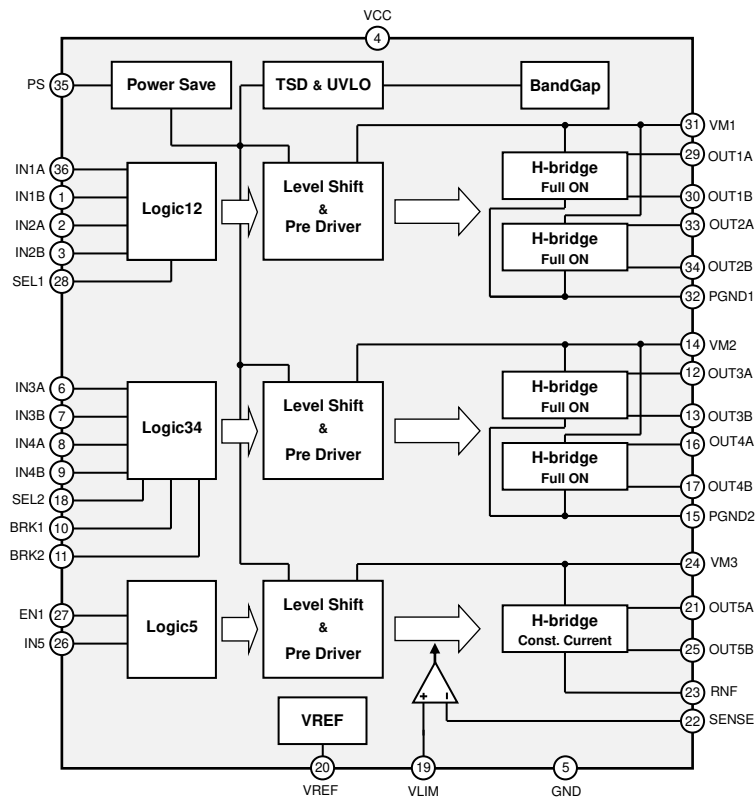 VCC
4
PS 35
Power Save
TSD & UVLO
BandGap
31 VM1
IN1A 36
IN1B 1
IN2A 2
IN2B 3
SEL1 28
Logic12
Level Shift
&
Pre Driver
H-bridge
Full ON
H-bridge
Full ON
29 OUT1A
30 OUT1B
33 OUT2A
34 OUT2B
32 PGND1
14 VM2
IN3A 6
IN3B 7
IN4A 8
IN4B 9
SEL2 18
BRK1 10
BRK2 11
Logic34
Level Shift
&
Pre Driver
H-bridge
Full ON
H-bridge
Full ON
12 OUT3A
13 OUT3B
16 OUT4A
17 OUT4B
15 PGND2
24 VM3
EN1 27
IN5 26
Logic5
Level Shift
&
Pre Driver
H-bridge
Const. Current
21 OUT5A
25 OUT5B
23 RNF
22 SENSE
+ −
VREF
20
VREF
19
VLIM
5
GND